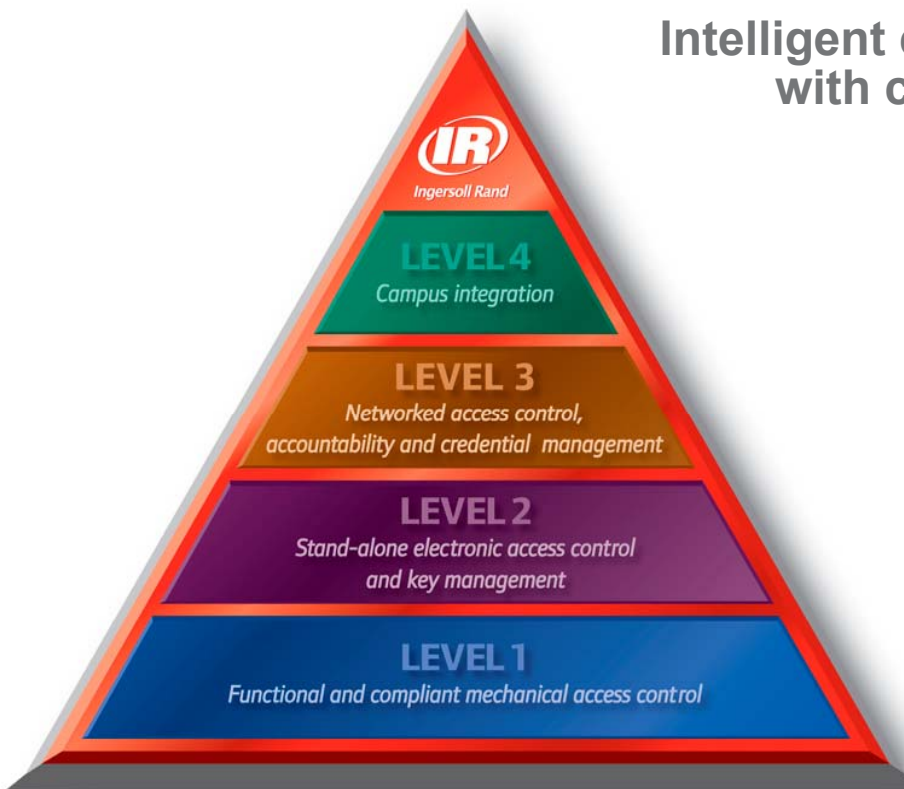 Intelligent
with
IR
Ingersoll Rand
LEVEL 4
Campus integration
LEVEL 3
Networked access control,
accountability and credential management
LEVEL 2
Stand-alone electronic access control
and key management
LEVEL 1
Functional and compliant mechanical access control